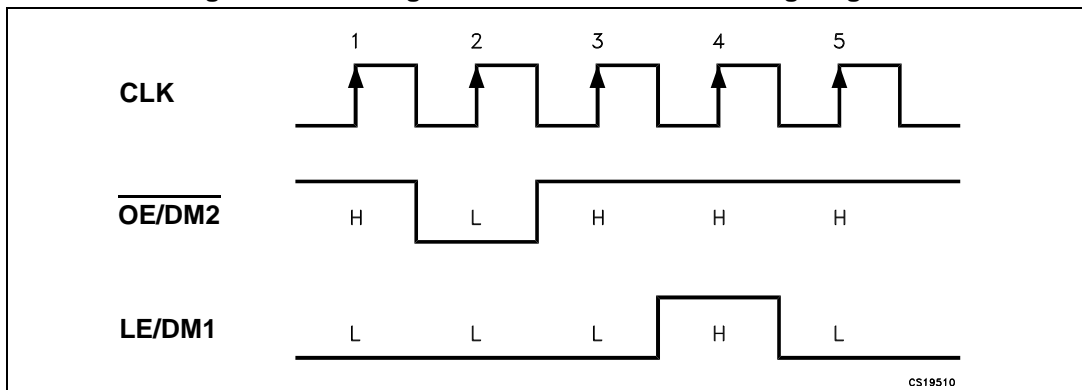 1 2 3 4 5
CLK
OE/DM2 H L H H H
LE/DM1 L L L H L
CS19510